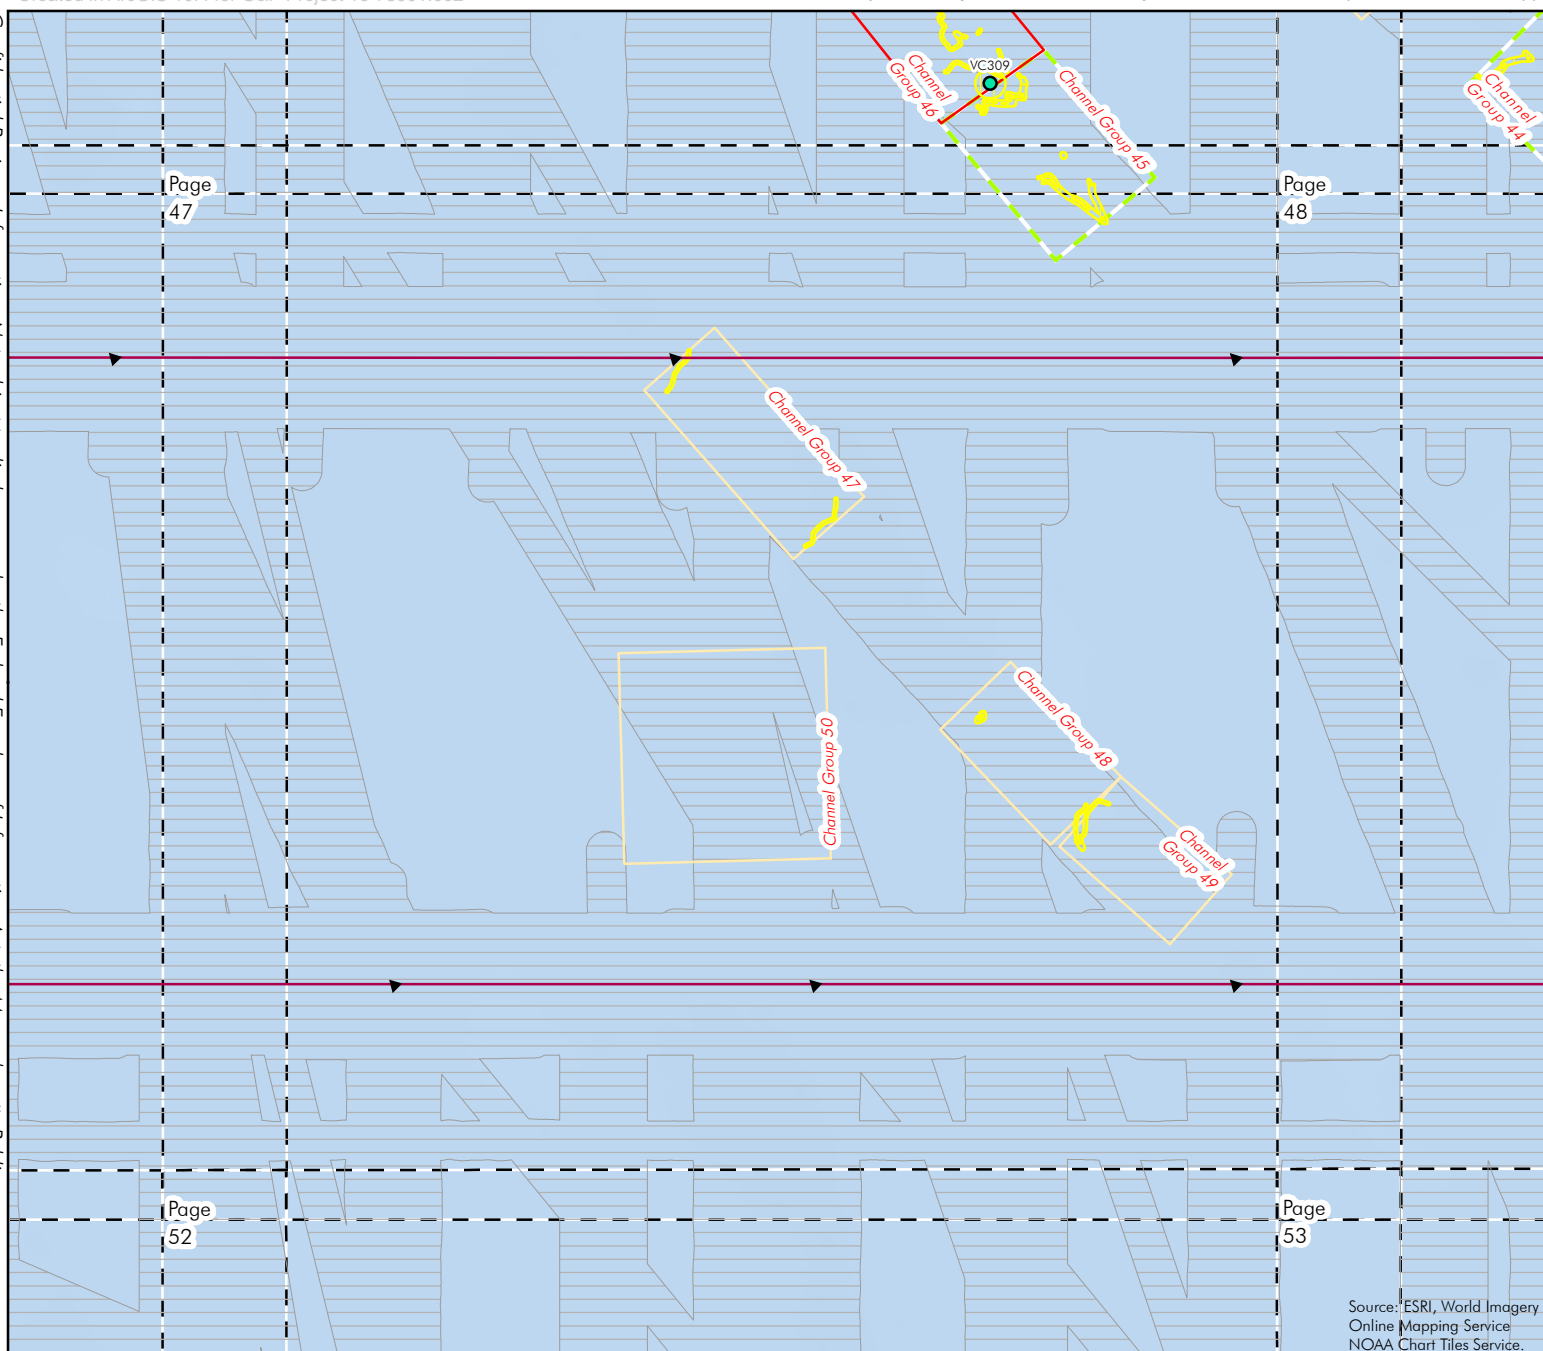 VC309
Channel
Group 46
Channel Group 45
Channel
Group 44
Page
47
Page
48
Channel Group 47
Channel Group 50
Channel Group 48
Channel
Group 49
Page
52
Page
53
Source: ESRI, World Imagery
Online Mapping Service
NOAA Chart Tiles Service.